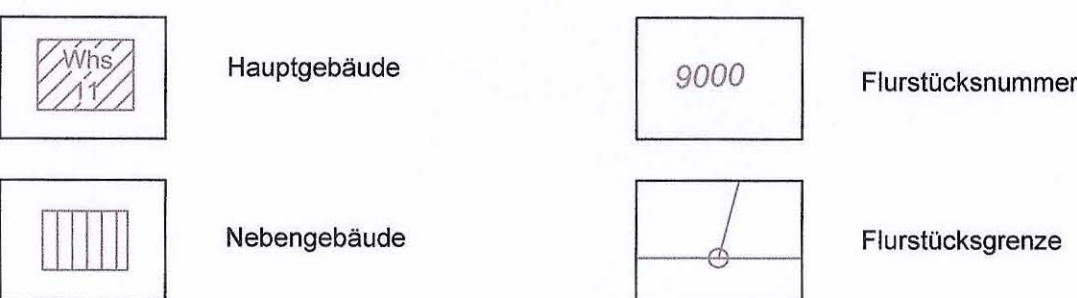 Whs
11
Hauptgebäude
9000
Flurstücksnummer
Nebengebäude
Flurstücksgrenze